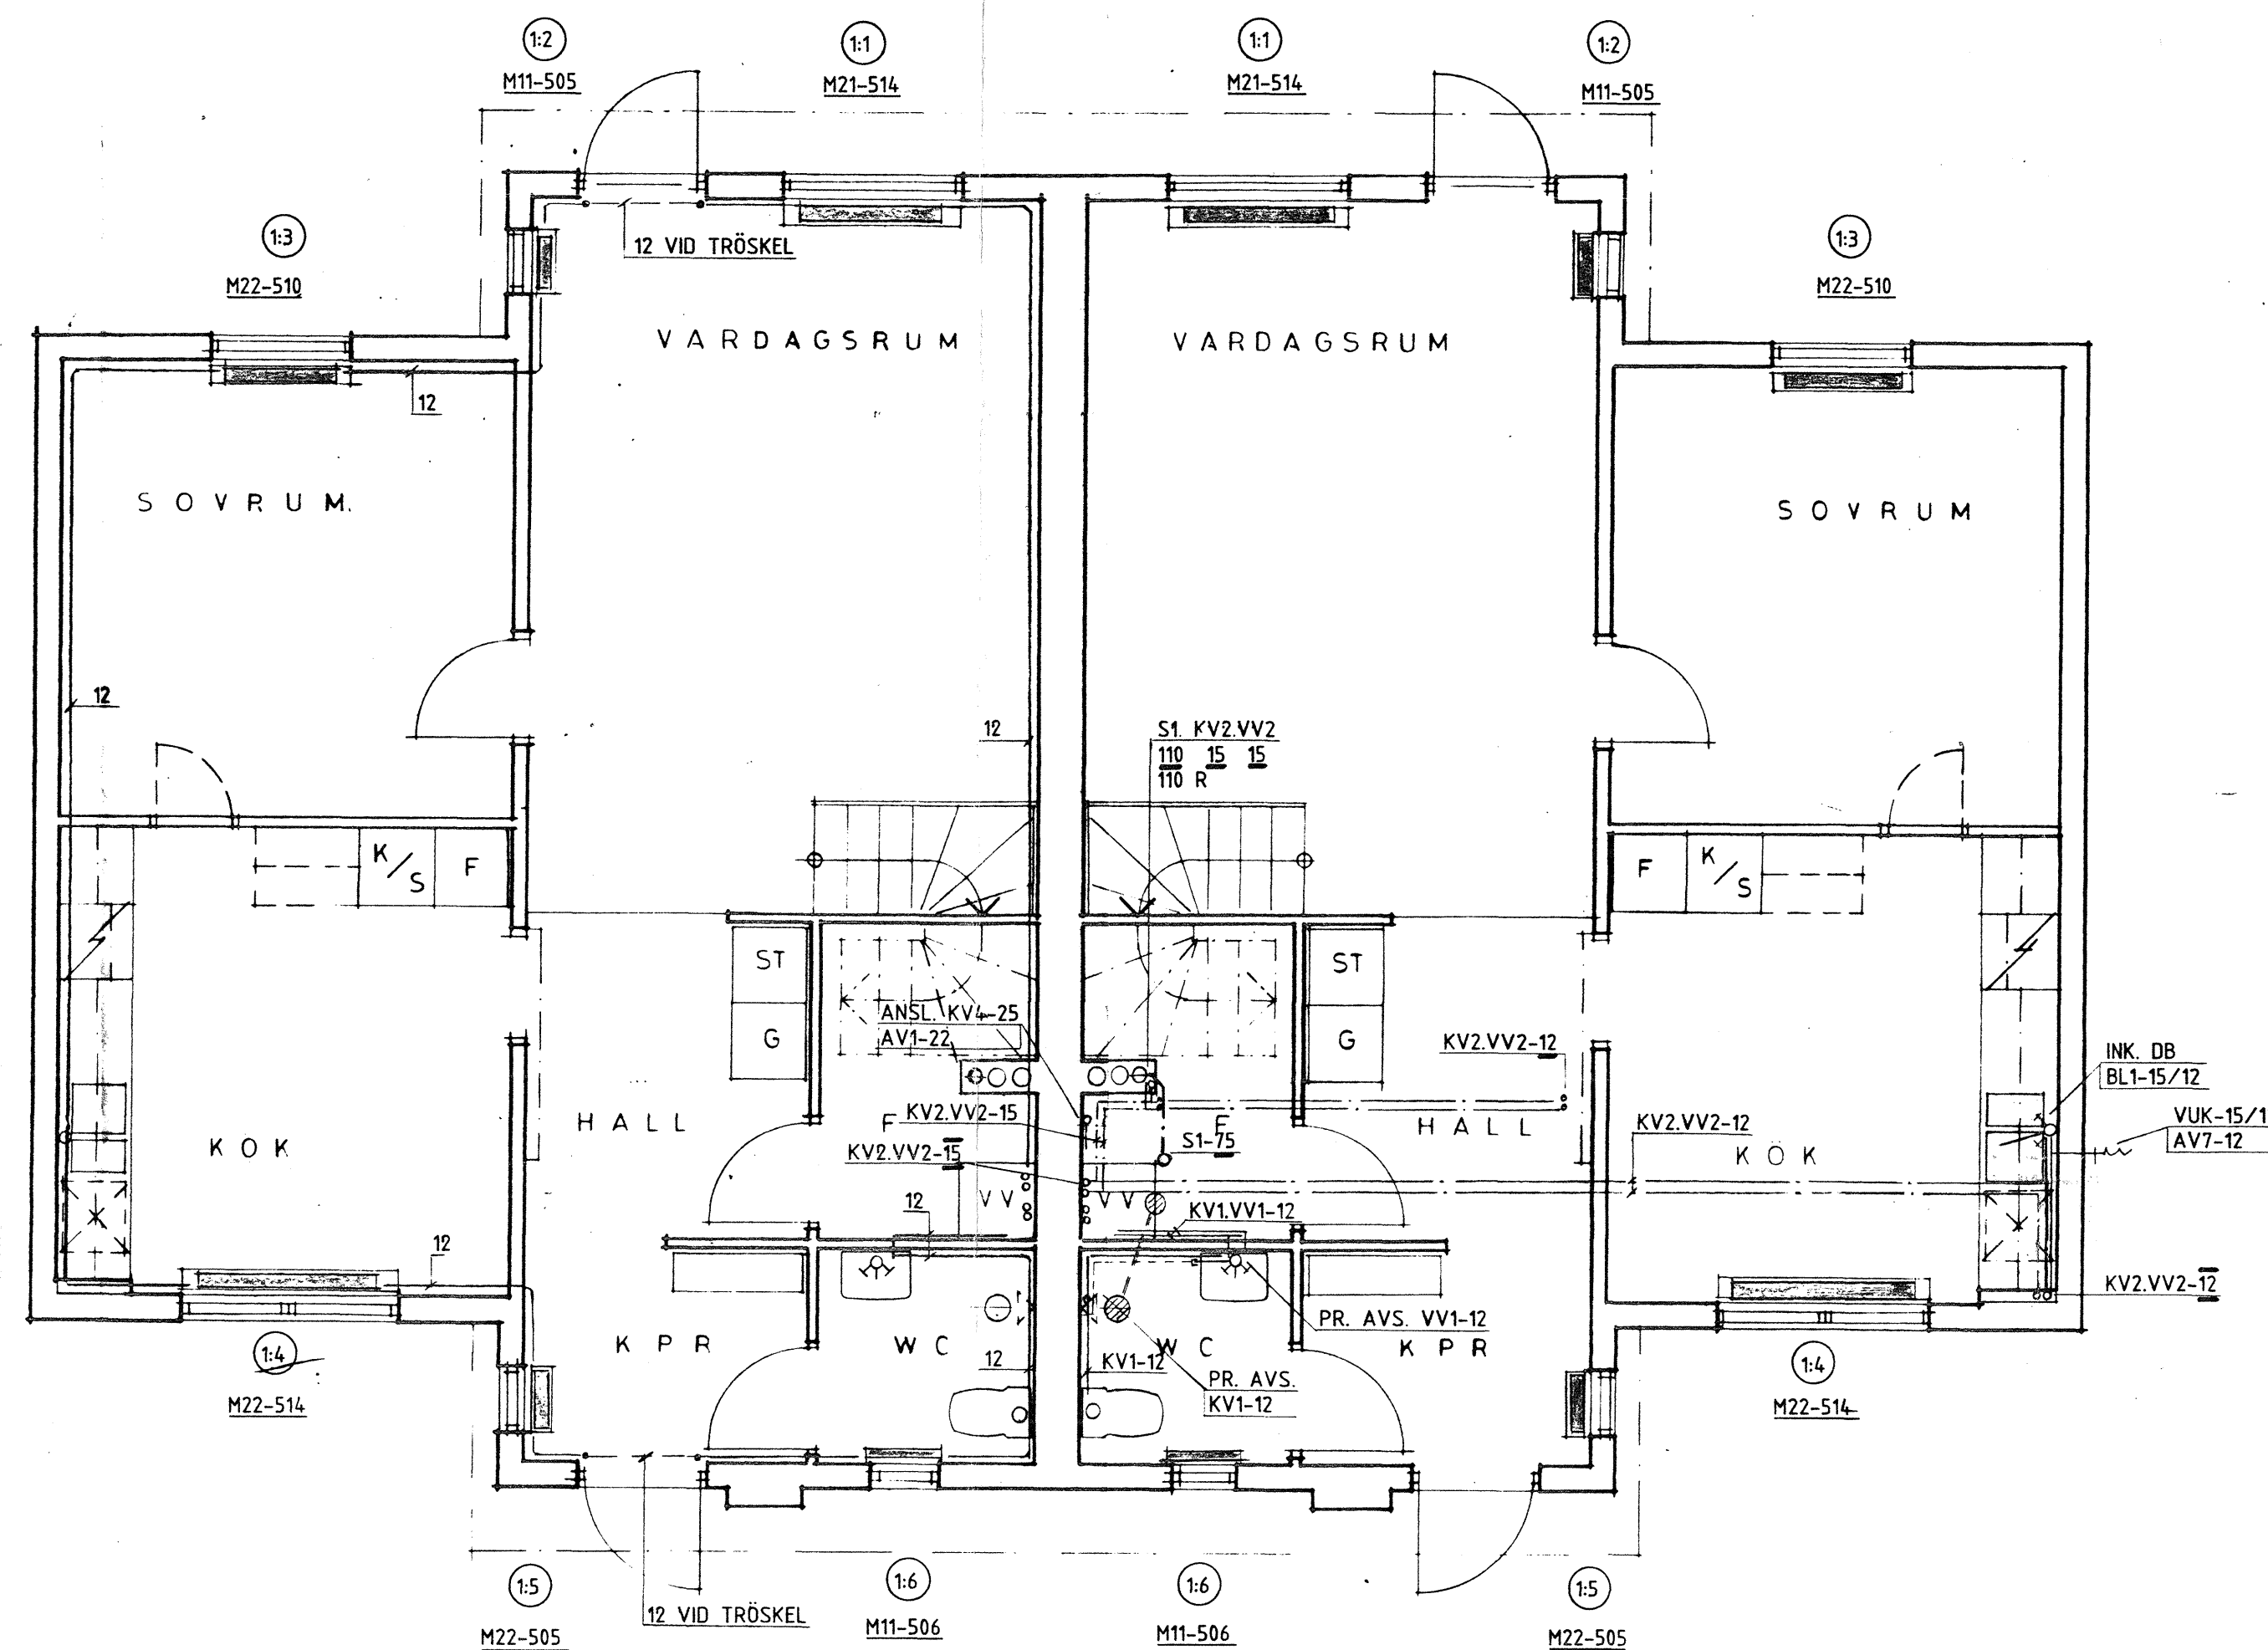 1:2
1:1
1:1
1:2
M11-505
M21-514
M21-514
M11-505
1:3
12 VID TRÖSKEL
1:3
M22-510
M22-510
VARDAGSRUM
VARDAGSRUM
12
SOVRUM.
SOVRUM
12
12
S1. KV2.VV2
110 15 15
110 R
K/S
F
F
K/S
ST
ST
ANSL. KV4-25
AV1-22
G
G
KV2.VV2-12
INK. DB
BL1-15/12
HALL
F
KV2.VV2-15
F
HALL
KV2.VV2-12
VUK-15/1
AV7-12
KOK
KV2.VV2-15
S1-75
KÖK
VV
VV
12
KV1.VV1-12
12
KV2.VV2-12
PR. AVS. VV1-12
KPR
WC
WC
KPR
1:4
12
KV1-12
1:4
M22-514
PR. AVS.
KV1-12
M22-514
1:5
1:6
1:6
1:5
12 VID TRÖSKEL
M22-505
M11-506
M11-506
M22-505